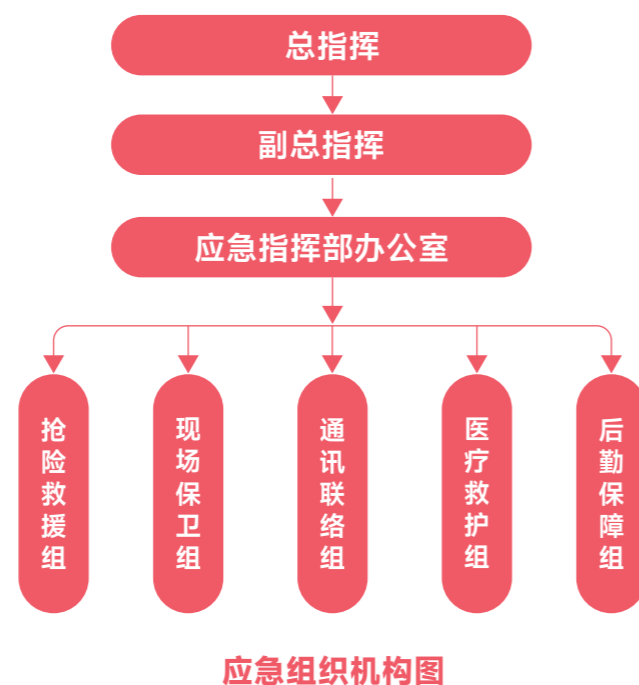 总指挥
副总指挥
应急指挥部办公室
抢险救援组
现场保卫组
通讯联络组
医疗救护组
后勤保障组
应急组织机构图